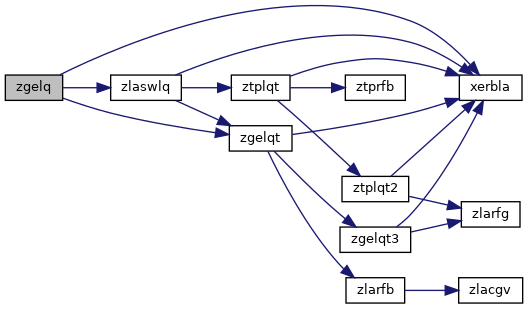 zgelq
zlaswlq
ztplqt
ztprfb
xerbla
zgelqt
ztplqt2
zlarfg
zgelqt3
zlarfb
zlacgv